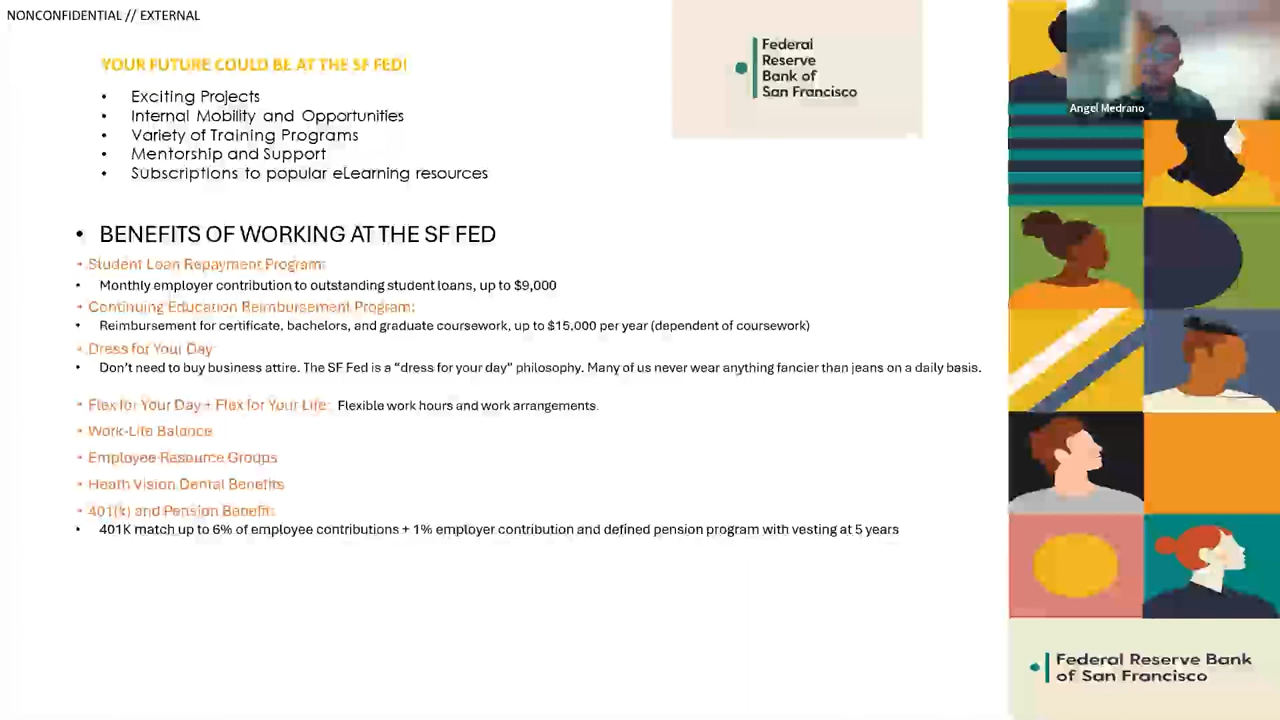 NONCONFIDENTIAL // EXTERNAL
YOUR FUTURE COULD BE AT THE SF FED!
• Exciting Projects
• Internal Mobility and Opportunities
• Variety of Training Programs
• Mentorship and Support
• Subscriptions to popular eLearning resources
Federal
Reserve
Bank of
San Francisco
Angel Medrano
• BENEFITS OF WORKING AT THE SF FED
• Student Loan Repayment Program:
• Monthly employer contribution to outstanding student loans, up to $9,000
• Continuing Education Reimbursement Program:
• Reimbursement for certificate, bachelors, and graduate coursework, up to $15,000 per year (dependent of coursework)
• Dress for Your Day
• Don't need to buy business attire. The SF Fed is a "dress for your day" philosophy. Many of us never wear anything fancier than jeans on a daily basis.
• Flex for Your Day + Flex for Your Life: Flexible work hours and work arrangements.
• Work-Life Balance
• Employee Resource Groups
• Heath Vision Dental Benefits
• 401(k) and Pension Benefit:
• 401K match up to 6% of employee contributions + 1% employer contribution and defined pension program with vesting at 5 years
Federal Reserve Bank
of San Francisco